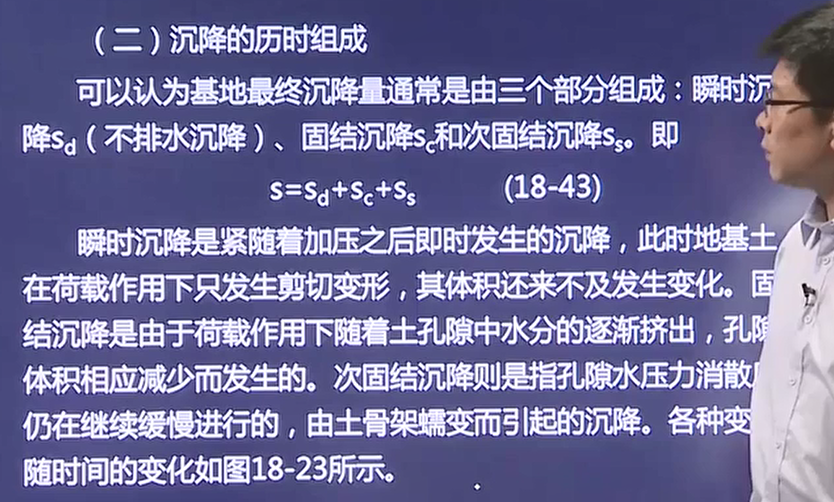 （二）沉降的历时组成
可以认为基地最终沉降量通常是由三个部分组成：瞬时沉
降sd（不排水沉降）、固结沉降sc和次固结沉降ss。即
s=sd+sc+ss (18-43)
瞬时沉降是紧随着加压之后即时发生的沉降，此时地基土
在荷载作用下只发生剪切变形，其体积还来不及发生变化。固
结沉降是由于荷载作用下随着土孔隙中水分的逐渐挤出，孔隙
体积相应减少而发生的。次固结沉降则是指孔隙水压力消散
仍在继续缓慢进行的，由土骨架蠕变而引起的沉降。各种变
随时间的变化如图18-23所示。